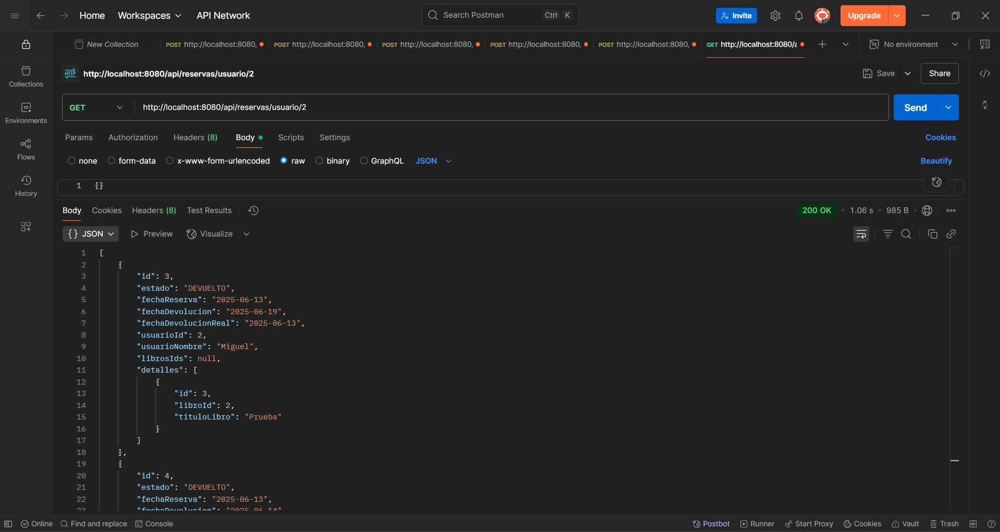 Home Workspaces API Network Search Postman Ctrl K Invite Upgrade
New Collection POST http://localhost:8080, POST http://localhost:8080, POST http://localhost:8080, POST http://localhost:8080, POST http://localhost:8080, GET http://localhost:8080/a No environment
Collections
Environments
Flows
History
HTTP http://localhost:8080/api/reservas/usuario/2 Save Share
GET http://localhost:8080/api/reservas/usuario/2 Send
Params Authorization Headers (8) Body Scripts Settings Cookies
none form-data x-www-form-urlencoded raw binary GraphQL JSON Beautify
1 {}
Body Cookies Headers (8) Test Results 200 OK • 1.06 s • 985 B
{} JSON Preview Visualize
1 [
2 {
3 "id": 3,
4 "estado": "DEVUELTO",
5 "fechaReserva": "2025-06-13",
6 "fechaDevolucion": "2025-06-19",
7 "fechaDevolucionReal": "2025-06-13",
8 "usuarioId": 2,
9 "usuarioNombre": "Miguel",
10 "librosIds": null,
11 "detalles": [
12 {
13 "id": 3,
14 "libroId": 2,
15 "tituloLibro": "Prueba"
16 }
17 ]
18 },
19 {
20 "id": 4,
21 "estado": "DEVUELTO",
22 "fechaReserva": "2025-06-13",
23 "fechaDevolucion": "2025-06-14"
Online Find and replace Console Postbot Runner Start Proxy Cookies Vault Trash